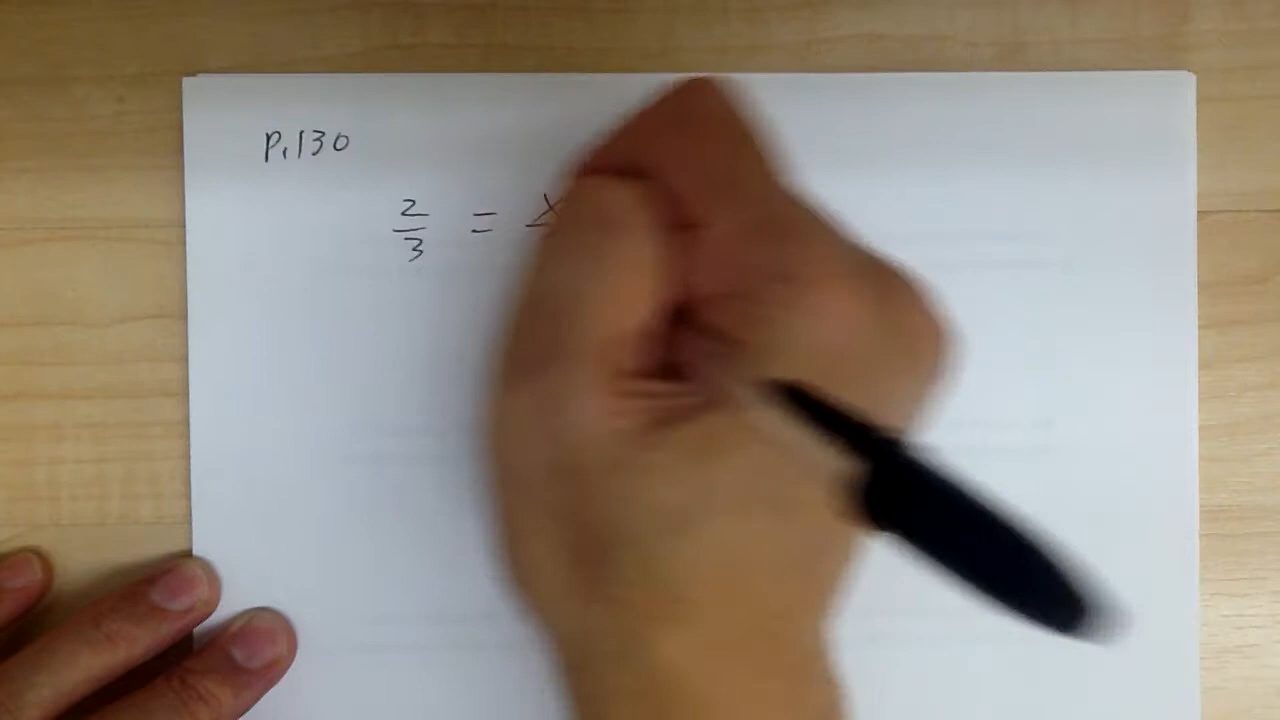 P.130
2/3 = x